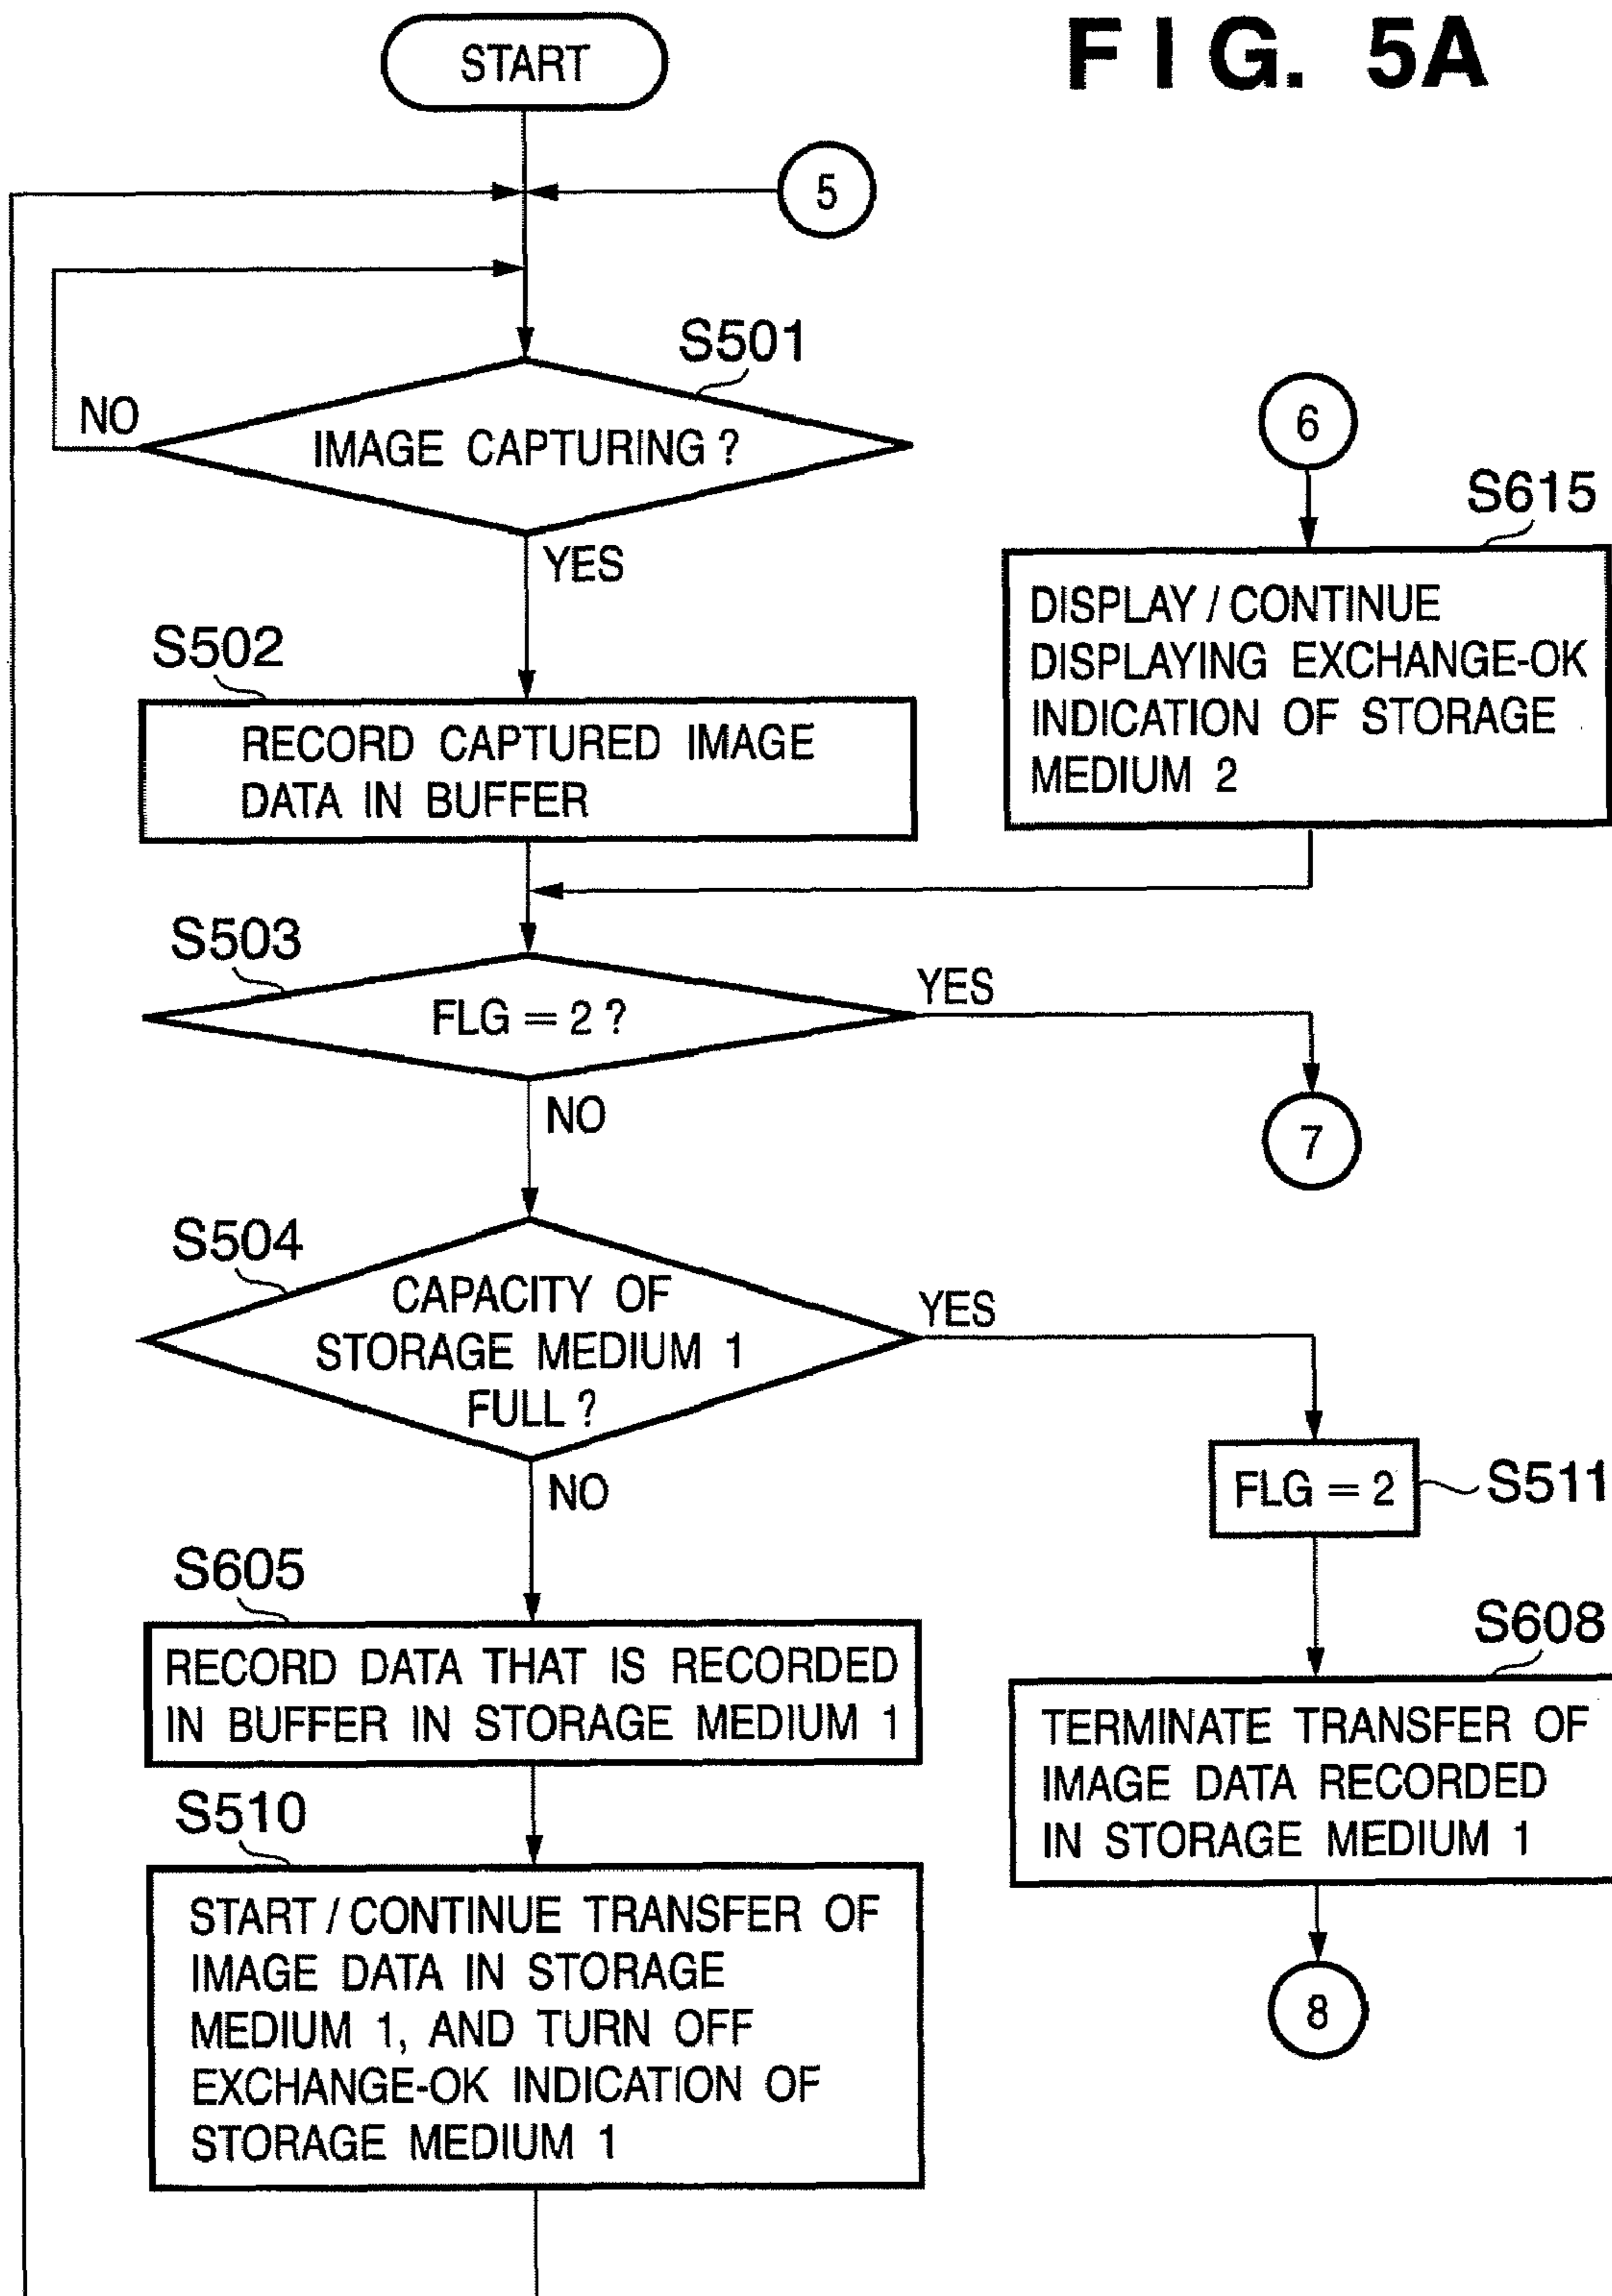 FIG. 5A
START
5
S501
NO
IMAGE CAPTURING?
YES
6
S615
DISPLAY / CONTINUE
DISPLAYING EXCHANGE-OK
INDICATION OF STORAGE
MEDIUM 2
S502
RECORD CAPTURED IMAGE
DATA IN BUFFER
S503
FLG = 2?
YES
NO
7
S504
CAPACITY OF
STORAGE MEDIUM 1
FULL?
YES
NO
FLG = 2
S511
S605
RECORD DATA THAT IS RECORDED
IN BUFFER IN STORAGE MEDIUM 1
S608
TERMINATE TRANSFER OF
IMAGE DATA RECORDED
IN STORAGE MEDIUM 1
S510
START / CONTINUE TRANSFER OF
IMAGE DATA IN STORAGE
MEDIUM 1, AND TURN OFF
EXCHANGE-OK INDICATION OF
STORAGE MEDIUM 1
8